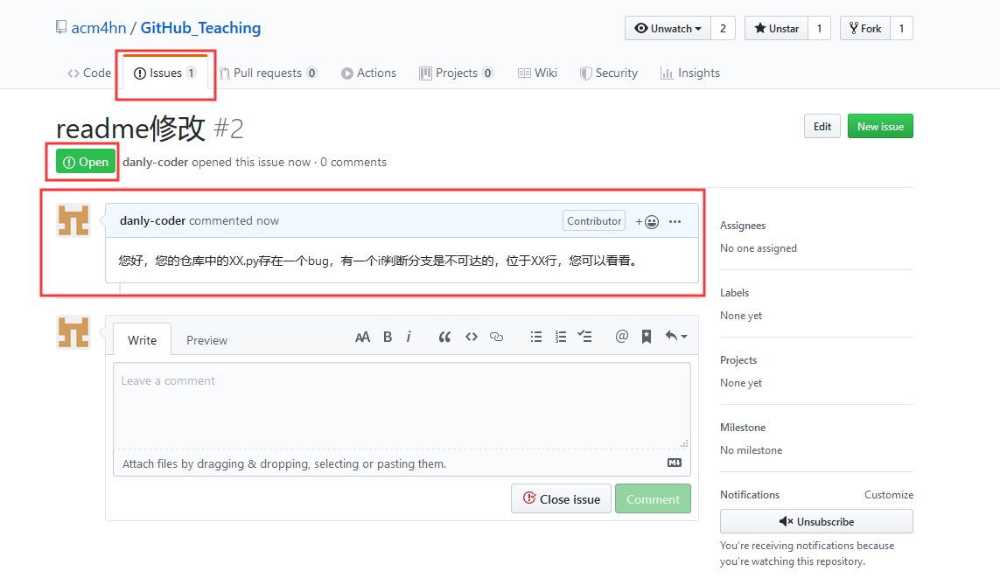 acm4hn / GitHub_Teaching
Unwatch 2 Unstar 1 Fork 1
Code Issues 1 Pull requests 0 Actions Projects 0 Wiki Security Insights
readme修改 #2
Edit New issue
Open danly-coder opened this issue now · 0 comments
danly-coder commented now Contributor
您好，您的仓库中的XX.py存在一个bug，有一个if判断分支是不可达的，位于XX行，您可以看看。
Write Preview
Leave a comment
Attach files by dragging & dropping, selecting or pasting them.
Close issue Comment
Assignees
No one assigned
Labels
None yet
Projects
None yet
Milestone
No milestone
Notifications Customize
Unsubscribe
You’re receiving notifications because
you’re watching this repository.